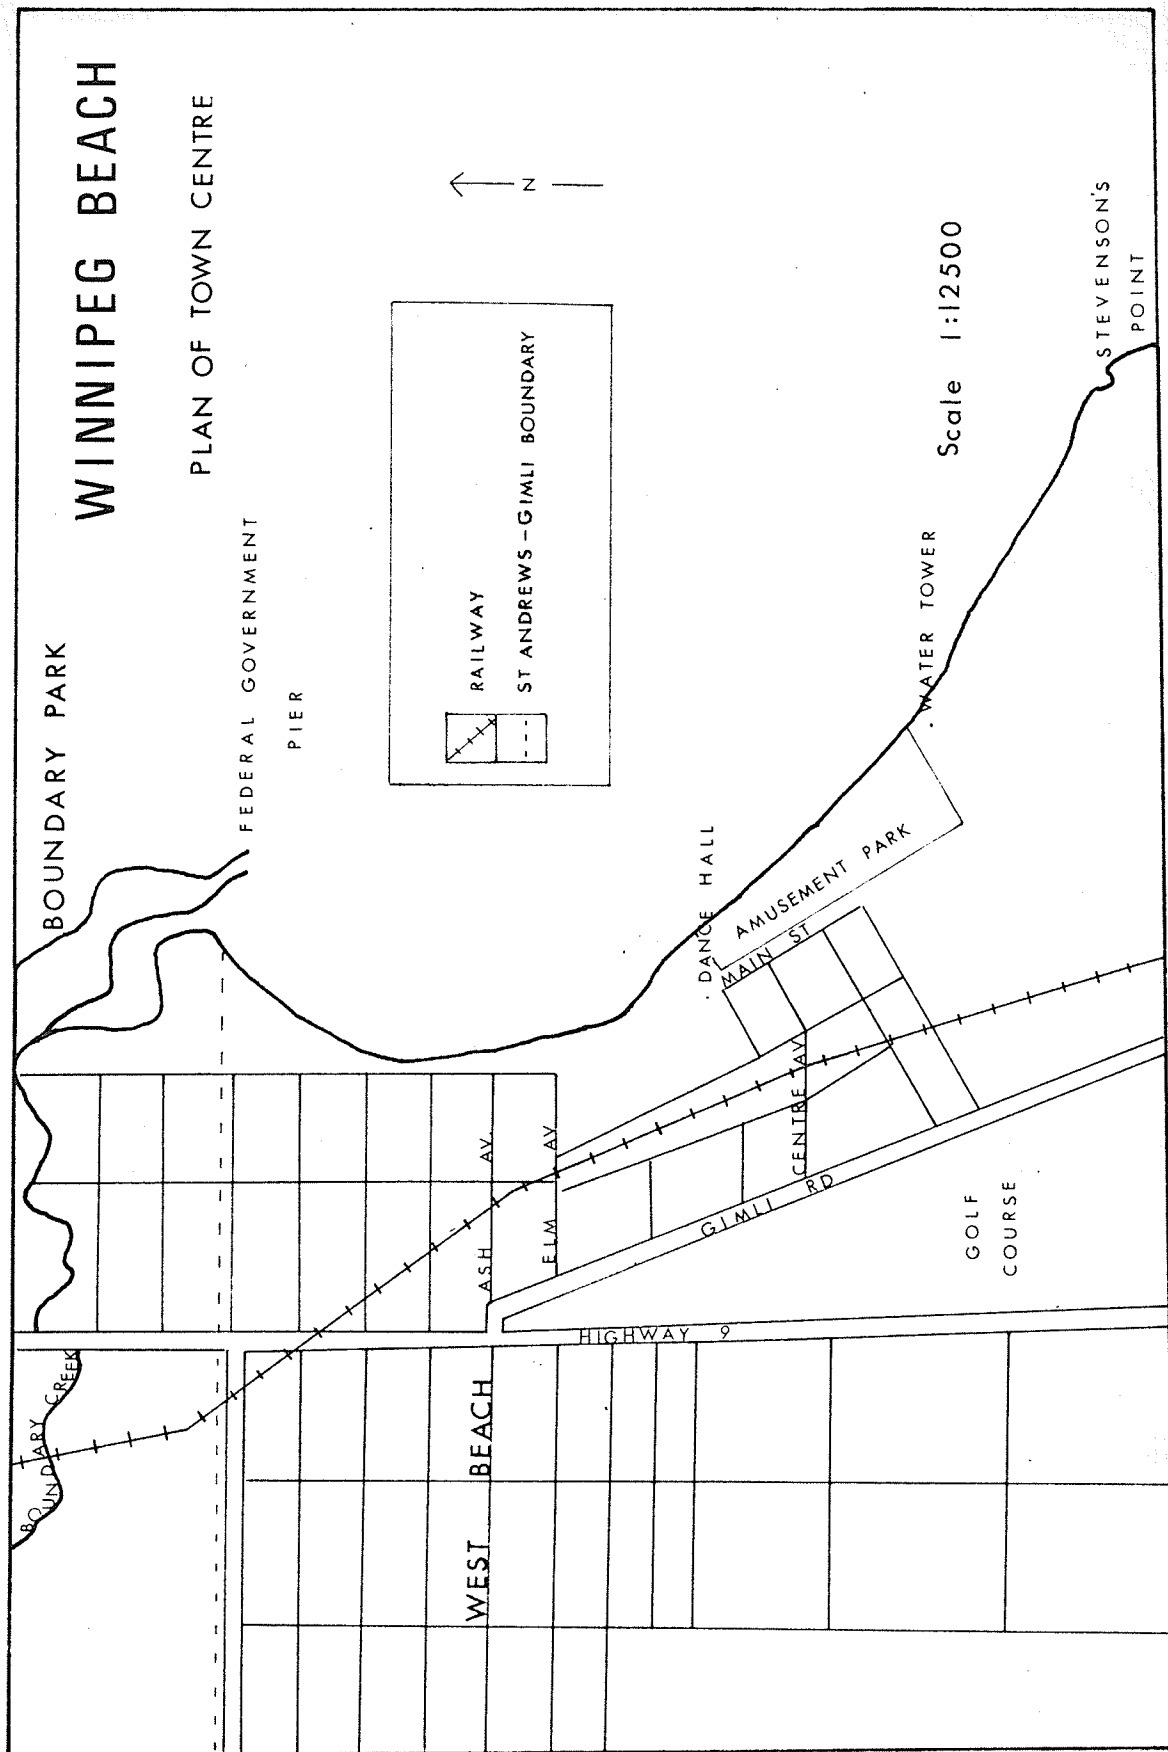 WINNIPEG BEACH
PLAN OF TOWN CENTRE
BOUNDARY PARK
FEDERAL GOVERNMENT
PIER
N
RAILWAY
ST ANDREWS-GIMLI BOUNDARY
Scale 1:12500
STEVENSON'S
POINT
WATER TOWER
DANCE HALL
AMUSEMENT PARK
MAIN ST
CENTRE AV
ASH AV
ELM AV
GIMLI RD
GOLF
COURSE
HIGHWAY 9
BOUNDARY CREEK
WEST BEACH